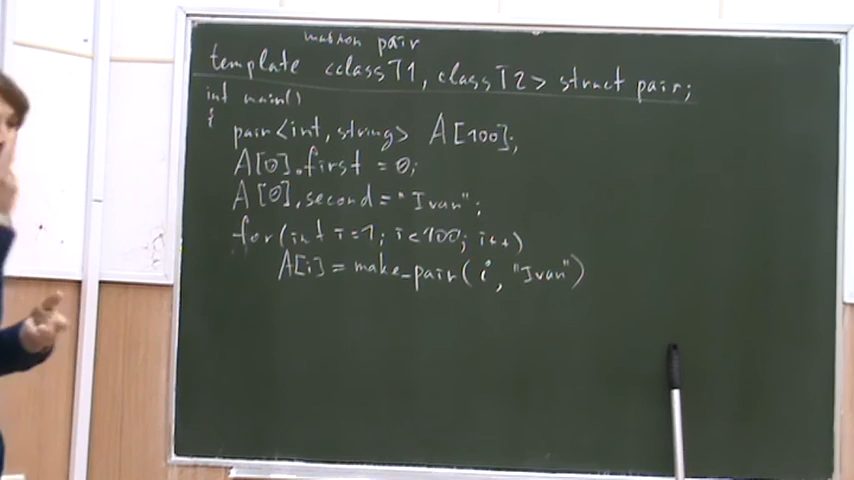 pair
template <class T1, class T2> struct pair;
int main()
{
pair<int, string> A[100];
A[0].first = 0;
A[0].second = "Ivan";
for(int i=1; i<100; i++)
A[i] = make_pair(i, "Ivan")